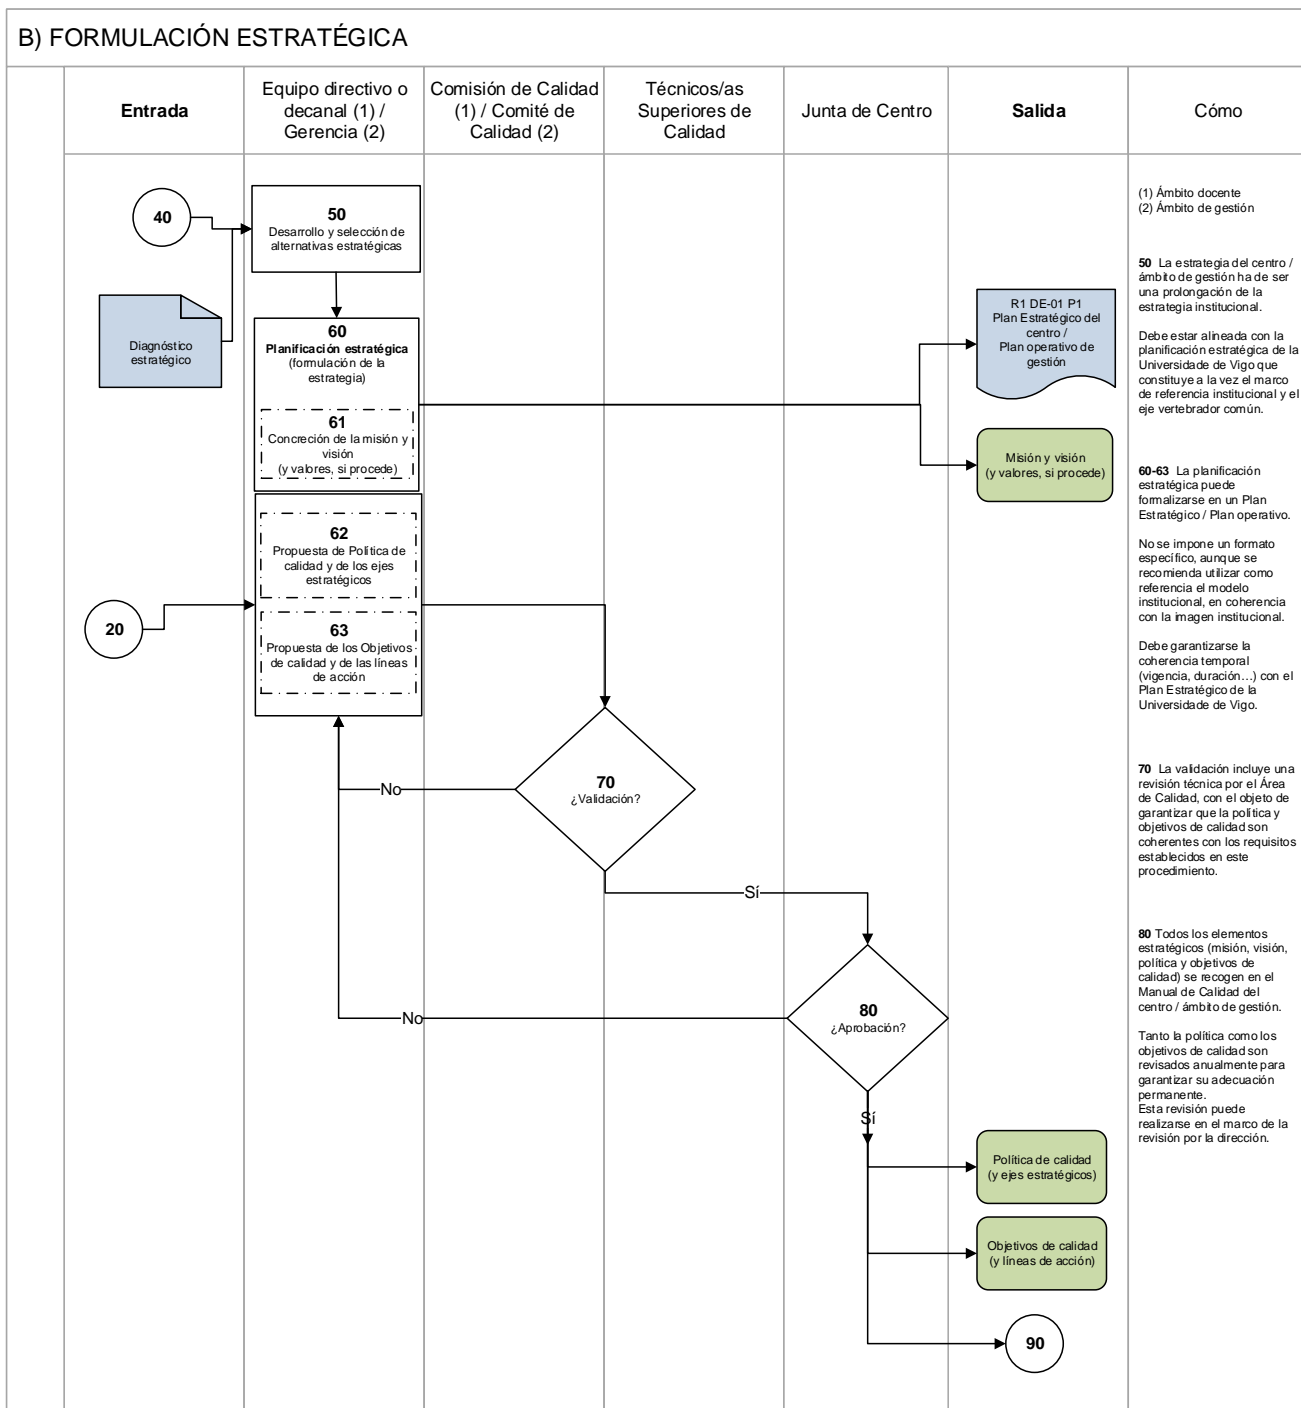 B) FORMULACIÓN ESTRATÉGICA
Entrada
Equipo directivo o
decanal (1) /
Gerencia (2)
Comisión de Calidad
(1) / Comité de
Calidad (2)
Técnicos/as
Superiores de
Calidad
Junta de Centro
Salida
Cómo
40
Diagnóstico
estratégico
20
50
Desarrollo y selección de
alternativas estratégicas
60
Planificación estratégica
(formulación de la
estrategia)
61
Concreción de la misión y
visión
(y valores, si procede)
62
Propuesta de Política de
calidad y de los ejes
estratégicos
63
Propuesta de los Objetivos
de calidad y de las líneas
de acción
70
¿Validación?
No
Sí
80
¿Aprobación?
No
Sí
R1 DE-01 P1
Plan Estratégico del
centro /
Plan operativo de
gestión
Misión y visión
(y valores, si procede)
Política de calidad
(y ejes estratégicos)
Objetivos de calidad
(y líneas de acción)
90
(1) Ámbito docente
(2) Ámbito de gestión
50 La estrategia del centro /
ámbito de gestión ha de ser
una prolongación de la
estrategia institucional.
Debe estar alineada con la
planificación estratégica de la
Universidade de Vigo que
constituye a la vez el marco
de referencia institucional y el
eje vertebrador común.
60-63 La planificación
estratégica puede
formalizarse en un Plan
Estratégico / Plan operativo.
No se impone un formato
específico, aunque se
recomienda utilizar como
referencia el modelo
institucional, en coherencia
con la imagen institucional.
Debe garantizarse la
coherencia temporal
(vigencia, duración...) con el
Plan Estratégico de la
Universidade de Vigo.
70 La validación incluye una
revisión técnica por el Área
de Calidad, con el objeto de
garantizar que la política y
objetivos de calidad son
coherentes con los requisitos
establecidos en este
procedimiento.
80 Todos los elementos
estratégicos (misión, visión,
política y objetivos de
calidad) se recogen en el
Manual de Calidad del
centro / ámbito de gestión.
Tanto la política como los
objetivos de calidad son
revisados anualmente para
garantizar su adecuación
permanente.
Esta revisión puede
realizarse en el marco de la
revisión por la dirección.